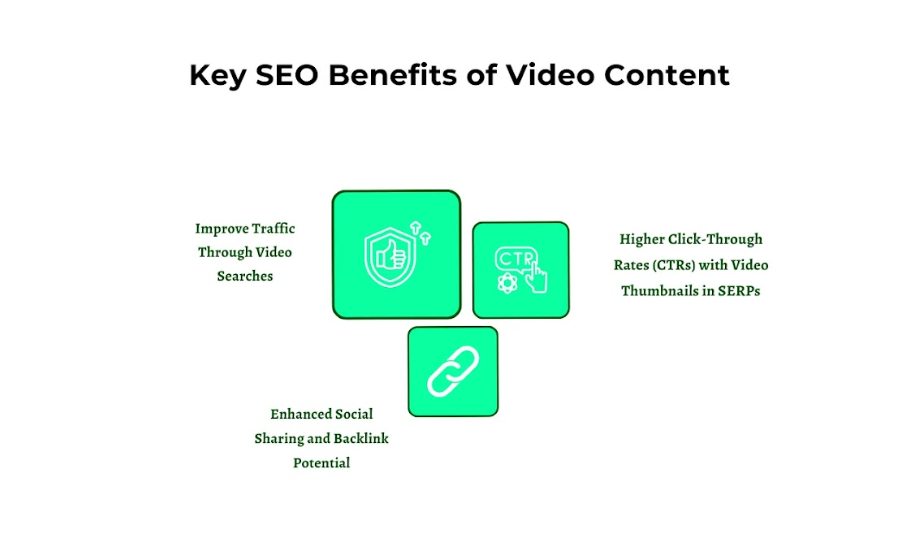 Key SEO Benefits of Video Content
Improve Traffic
Through Video
Searches
CTR
Higher Click-Through
Rates (CTRs) with Video
Thumbnails in SERPs
Enhanced Social
Sharing and Backlink
Potential